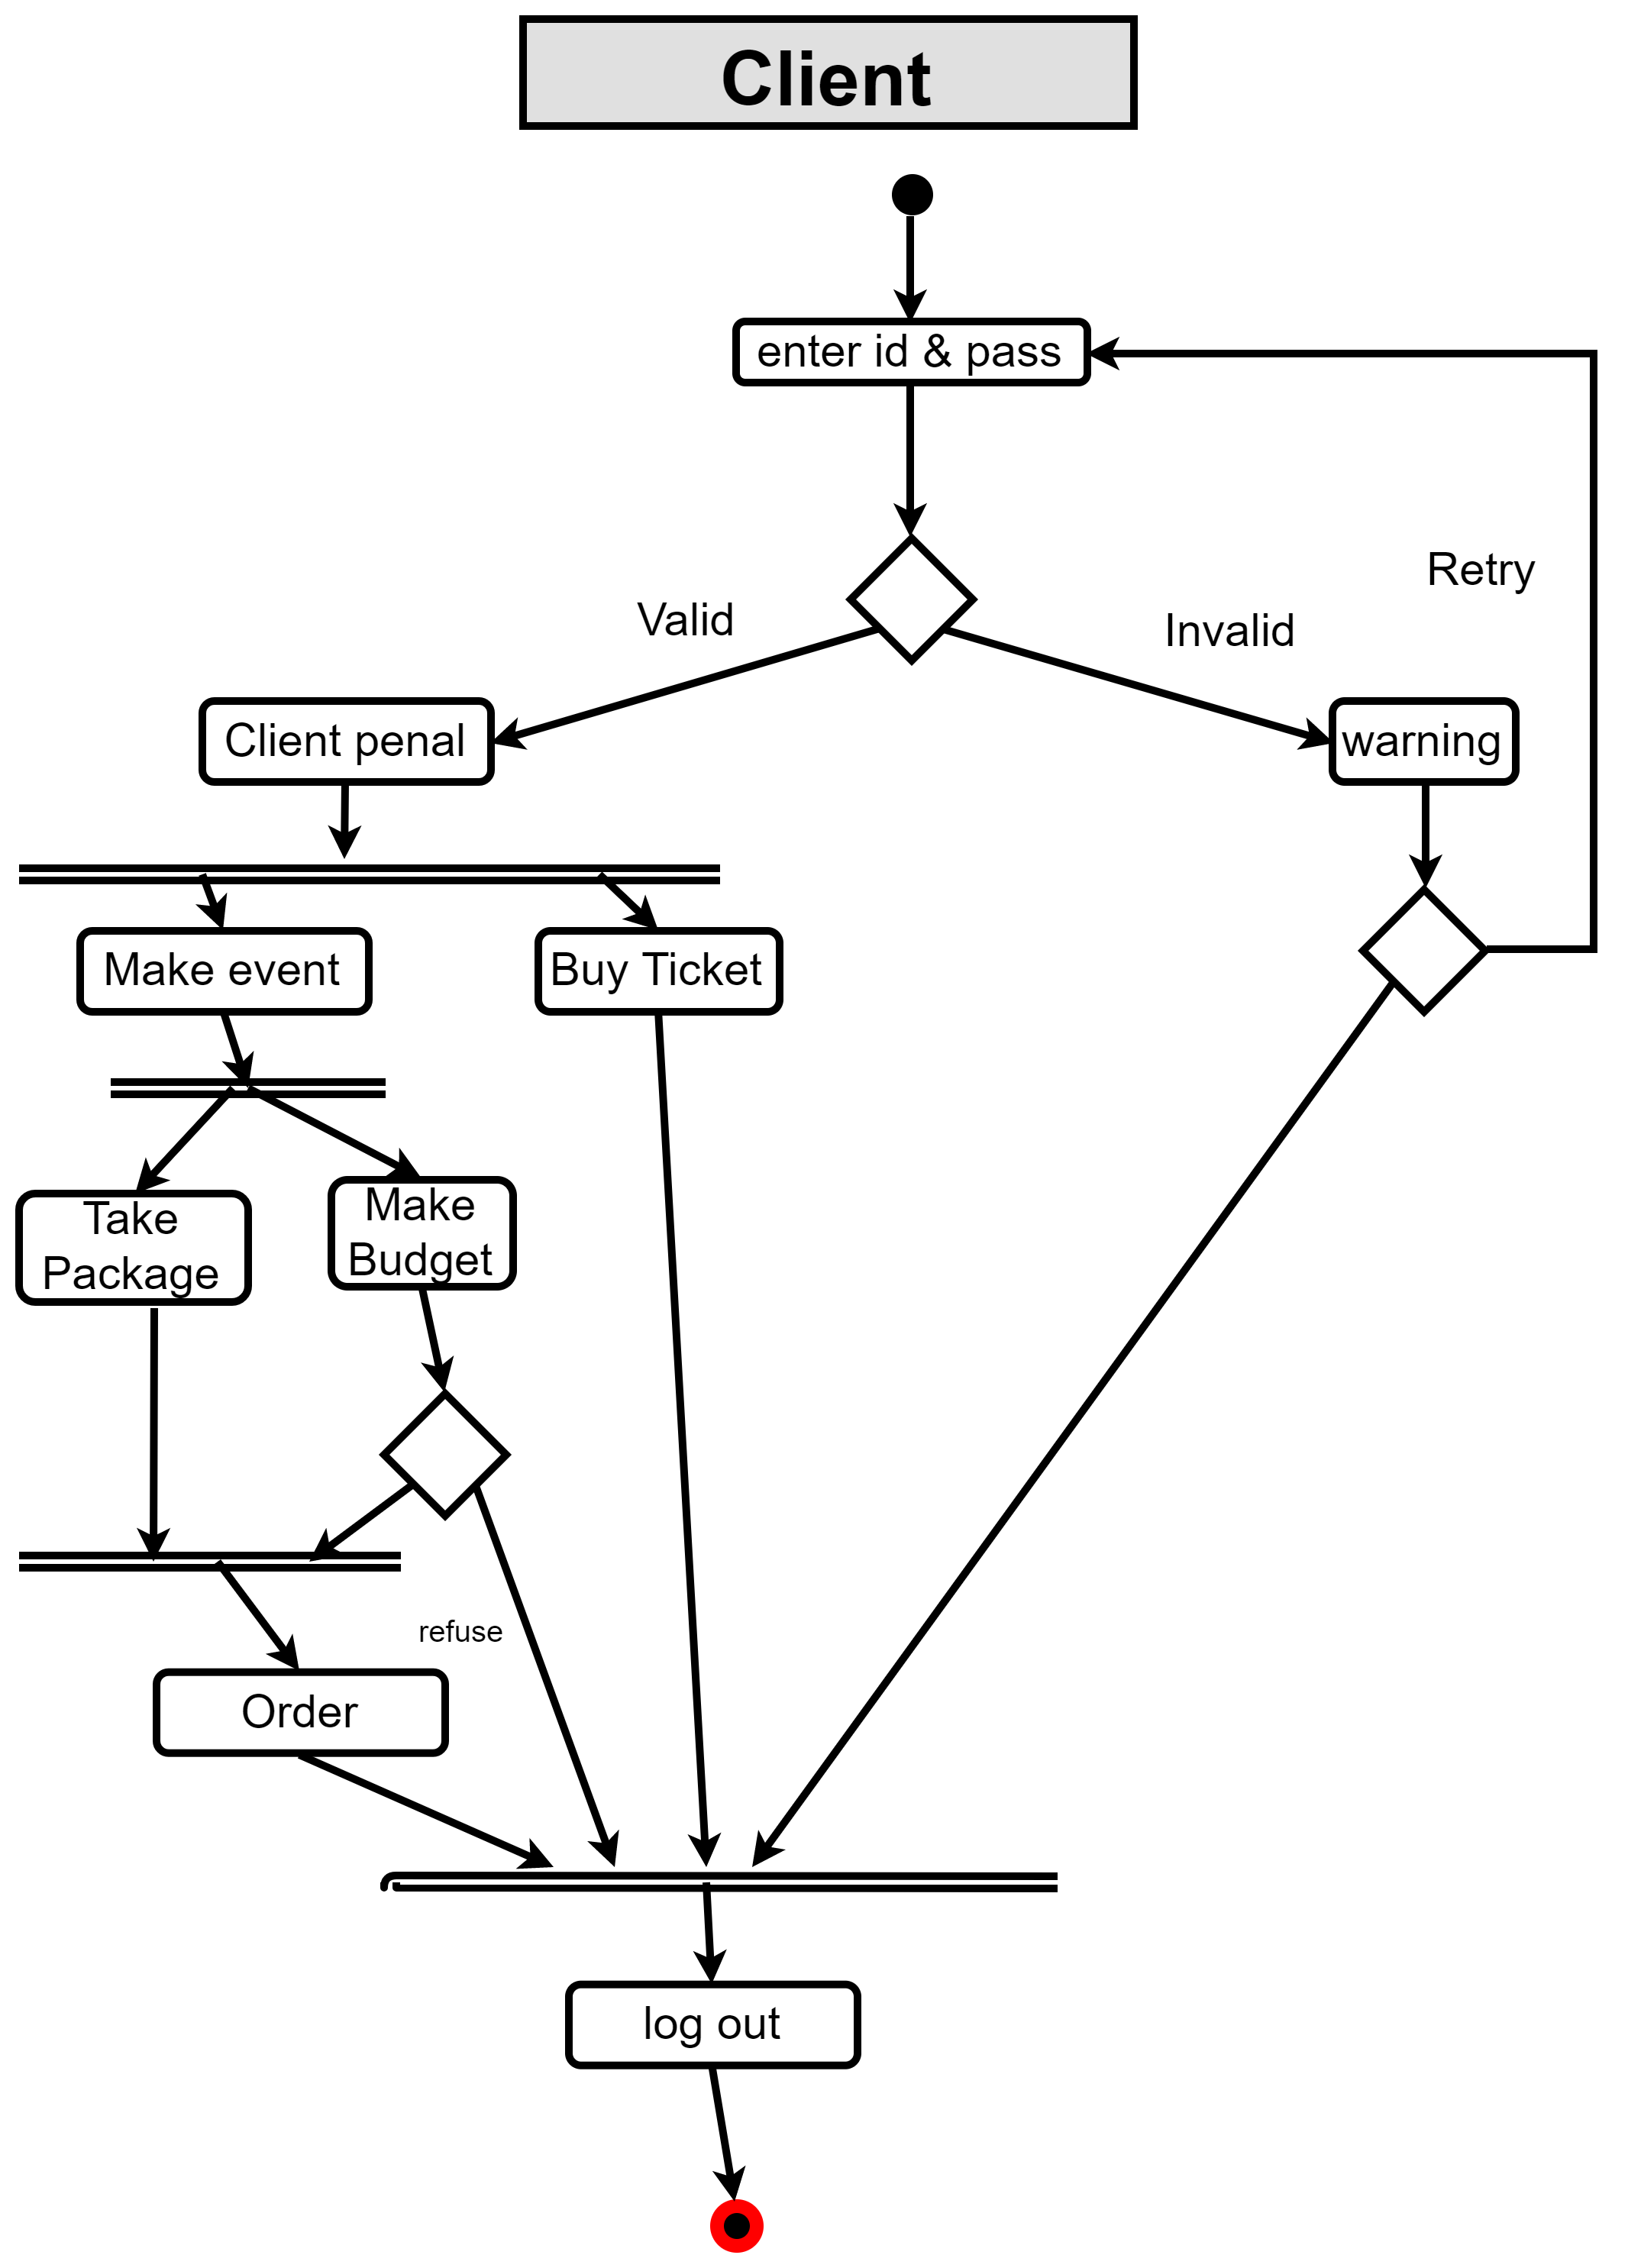 Client
enter id & pass
Retry
Valid
Invalid
Client penal
warning
Make event
Buy Ticket
Take
Package
Make
Budget
refuse
Order
log out